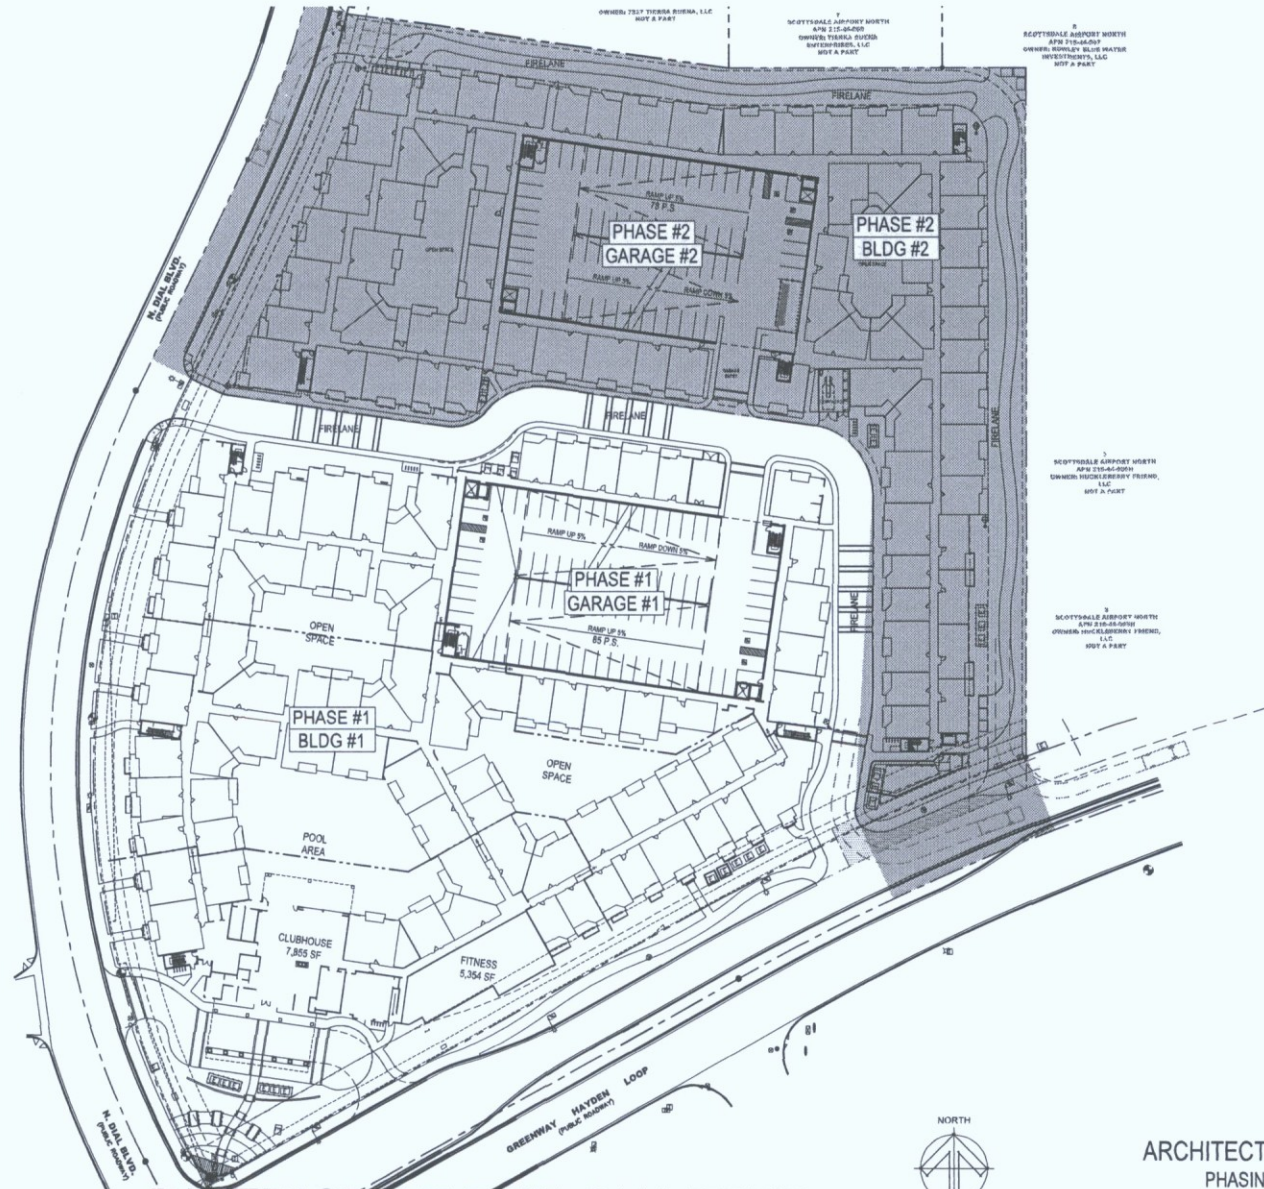 OWNER: 7327 TIERRA BUENA, LLC
NOT A PART
7
SCOTTSDALE AIRPORT NORTH
OWNER: TIERRA BUENA
ENTERPRISES, LLC
NOT A PART
SCOTTSDALE AIRPORT NORTH
OWNER: ROWLEY BLUE WATER
INVESTMENTS, LLC
NOT A PART
FIRELANE
FIRELANE
RAMP UP 5%
75 P.S.
PHASE #2
GARAGE #2
PHASE #2
BLDG #2
OPEN SPACE
RAMP UP 5%
RAMP DOWN 5%
N. DIAL BLVD.
(PUBLIC ROADWAY)
FIRELANE
FIRELANE
FIRELANE
SCOTTSDALE AIRPORT NORTH
OWNER: HUCKLEBERRY FRIEND,
LLC
NOT A PART
RAMP UP 5%
RAMP DOWN 5%
PHASE #1
GARAGE #1
RAMP UP 5%
85 P.S.
FIRELANE
OPEN
SPACE
SCOTTSDALE AIRPORT NORTH
OWNER: HUCKLEBERRY FRIEND,
LLC
NOT A PART
PHASE #1
BLDG #1
OPEN
SPACE
POOL
AREA
CLUBHOUSE
7,855 SF
FITNESS
5,354 SF
GREENWAY HAYDEN LOOP
(PUBLIC ROADWAY)
N. DIAL BLVD.
(PUBLIC ROADWAY)
NORTH
ARCHITECT
PHASIN